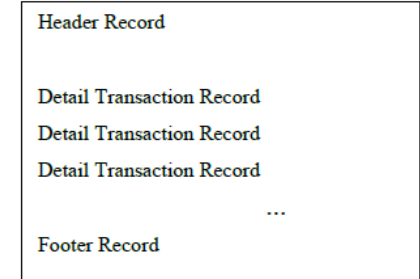 Header Record
Detail Transaction Record
Detail Transaction Record
Detail Transaction Record
...
Footer Record